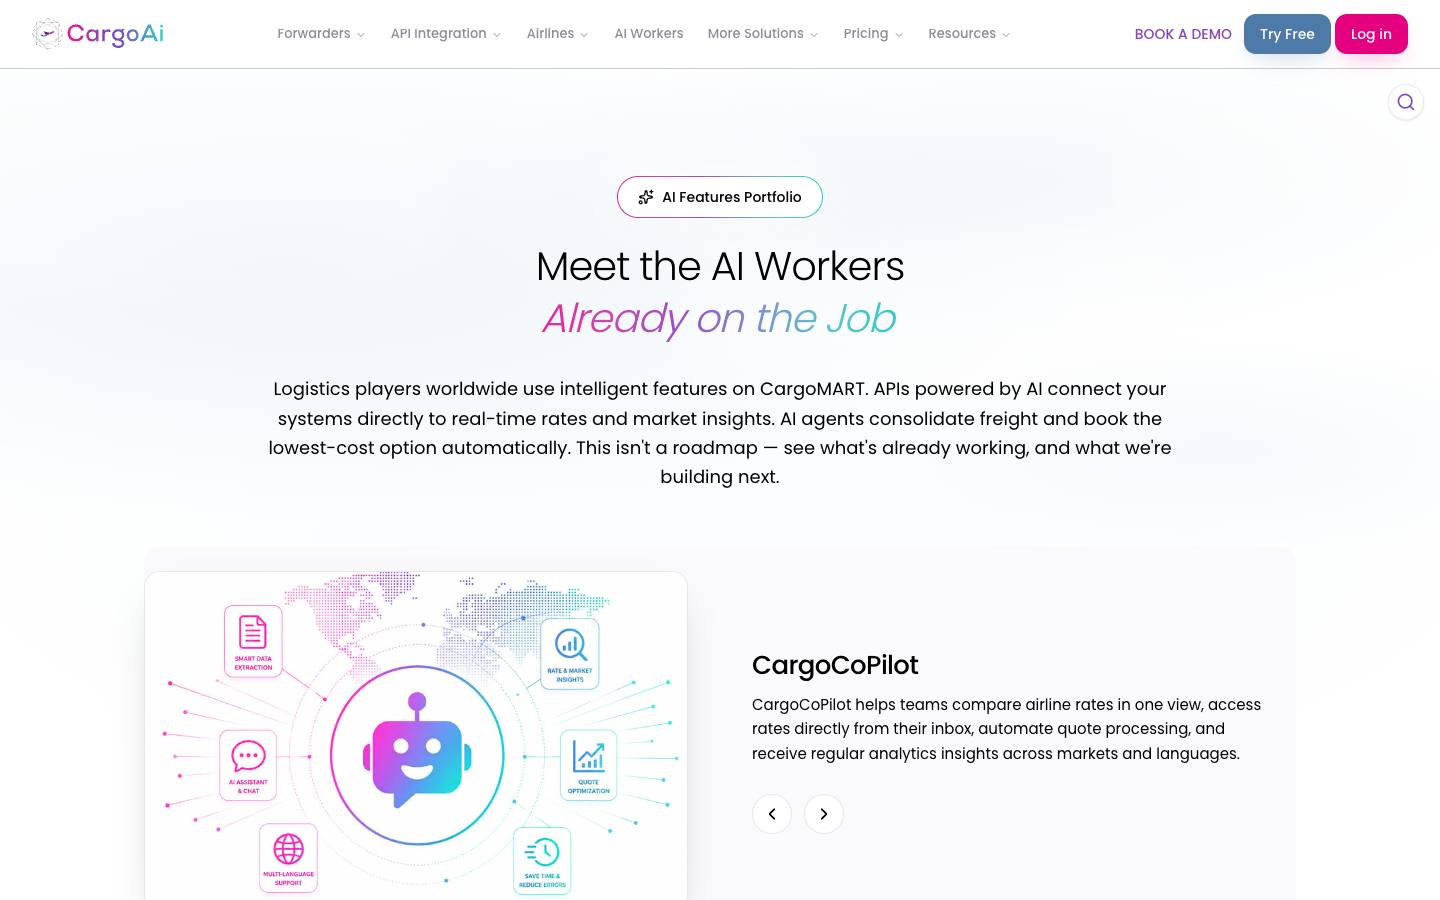 CargoAi
Forwarders
API Integration
Airlines
AI Workers
More Solutions
Pricing
Resources
BOOK A DEMO
Try Free
Log in
AI Features Portfolio
Meet the AI Workers
Already on the Job
Logistics players worldwide use intelligent features on CargoMART. APIs powered by AI connect your
systems directly to real-time rates and market insights. AI agents consolidate freight and book the
lowest-cost option automatically. This isn't a roadmap — see what's already working, and what we're
building next.
SMART DATA
EXTRACTION
RATE & MARKET
INSIGHTS
AI ASSISTANT
& CHAT
QUOTE
OPTIMIZATION
MULTI-LANGUAGE
SUPPORT
SAVE TIME &
REDUCE ERRORS
CargoCoPilot
CargoCoPilot helps teams compare airline rates in one view, access
rates directly from their inbox, automate quote processing, and
receive regular analytics insights across markets and languages.